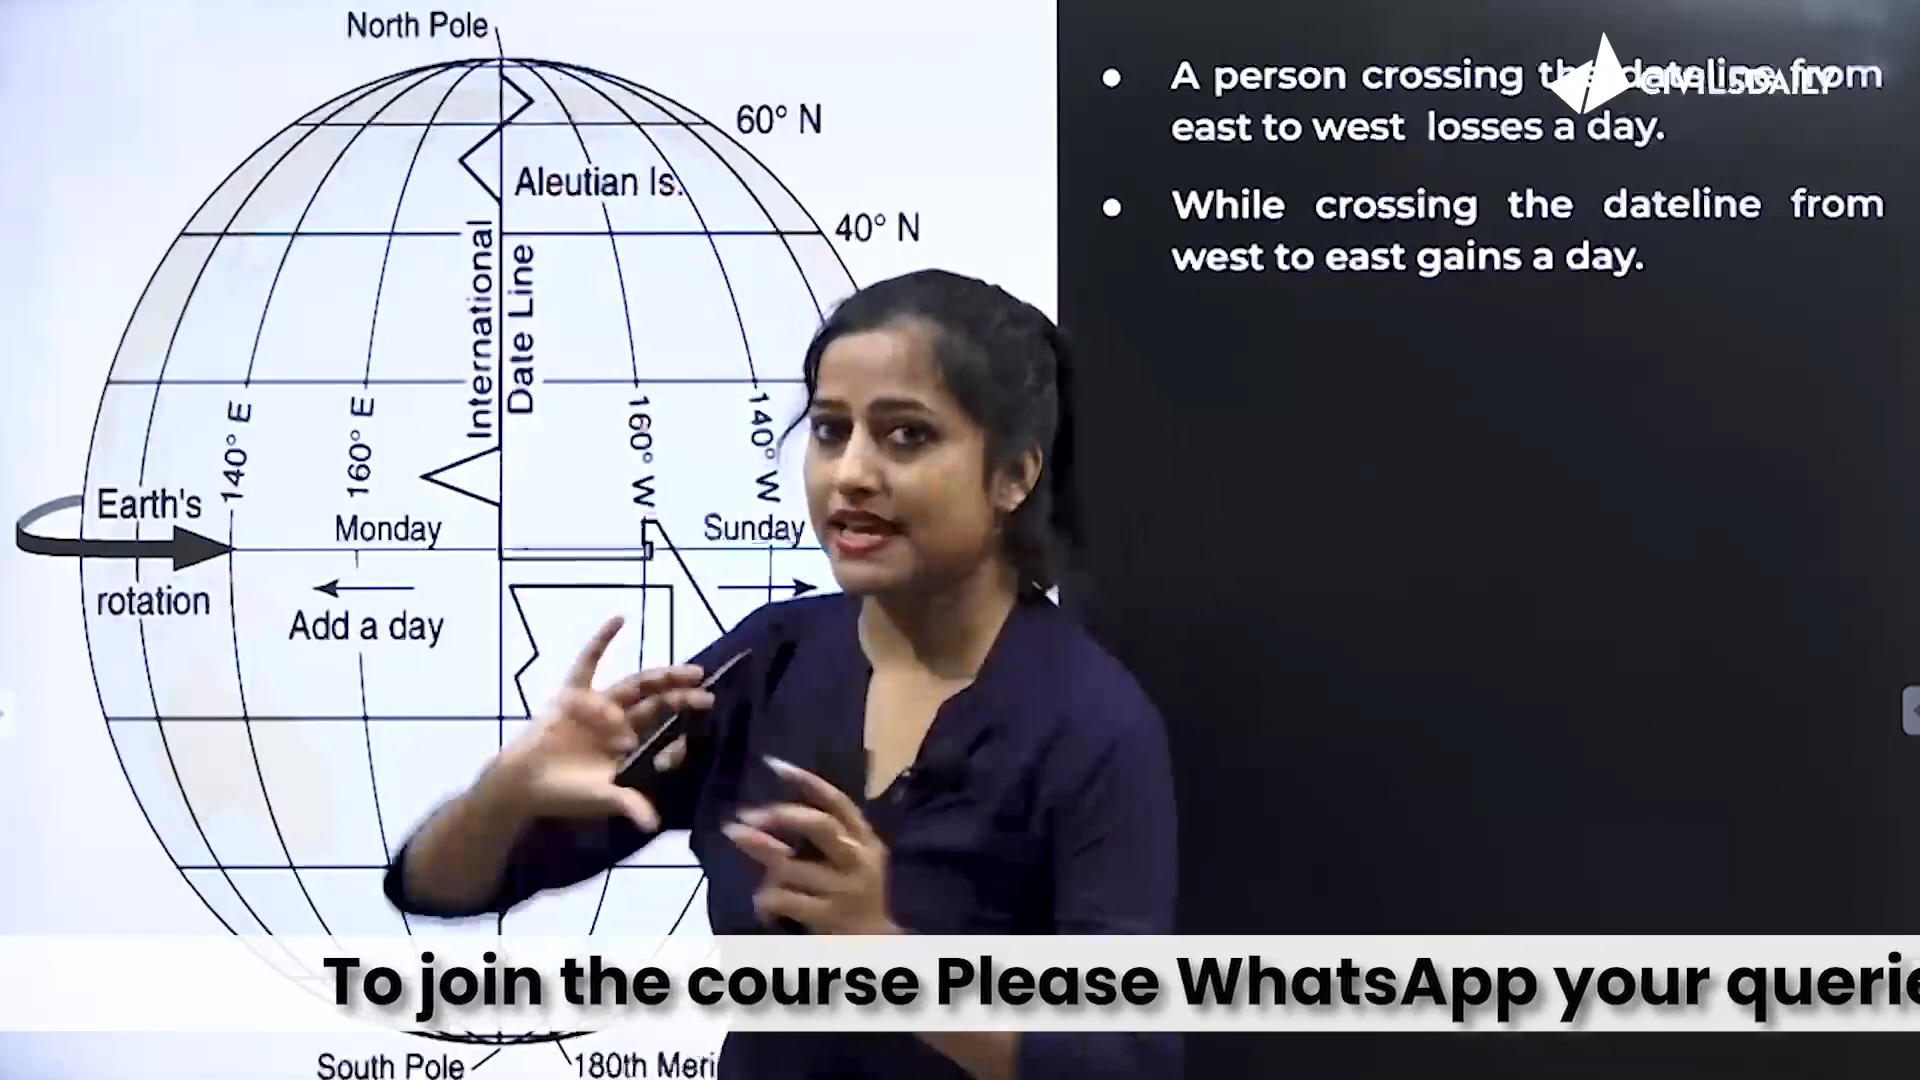 North Pole
60° N
Aleutian Is.
40° N
International
Date Line
140° E
160° E
160° W
140° W
Earth's
rotation
Monday
Sunday
Add a day
South Pole
180th Meri
● A person crossing the dateline from
east to west losses a day.
● While crossing the dateline from
west to east gains a day.
CIVILSDAILY
To join the course Please WhatsApp your querie